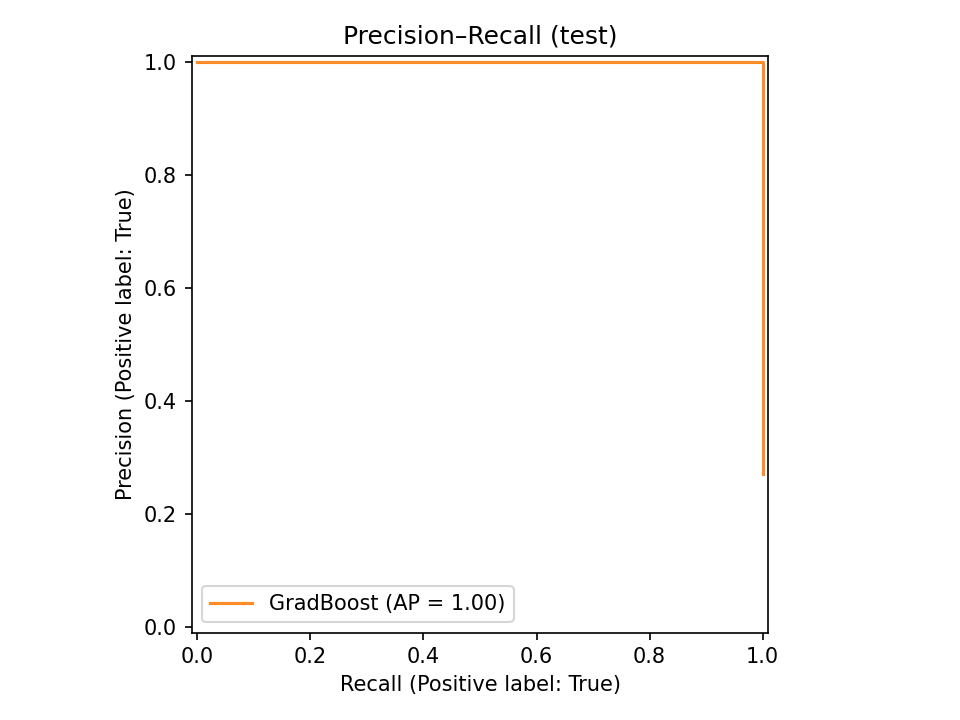 Precision–Recall (test)
1.0
0.8
0.6
0.4
0.2
0.0
Precision (Positive label: True)
GradBoost (AP = 1.00)
0.0 0.2 0.4 0.6 0.8 1.0
Recall (Positive label: True)